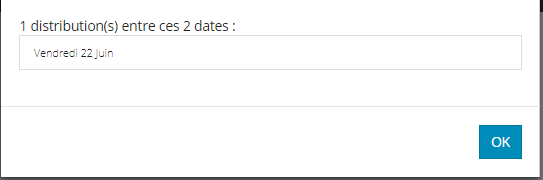 1 distribution(s) entre ces 2 dates :
Vendredi 22 Juin
OK